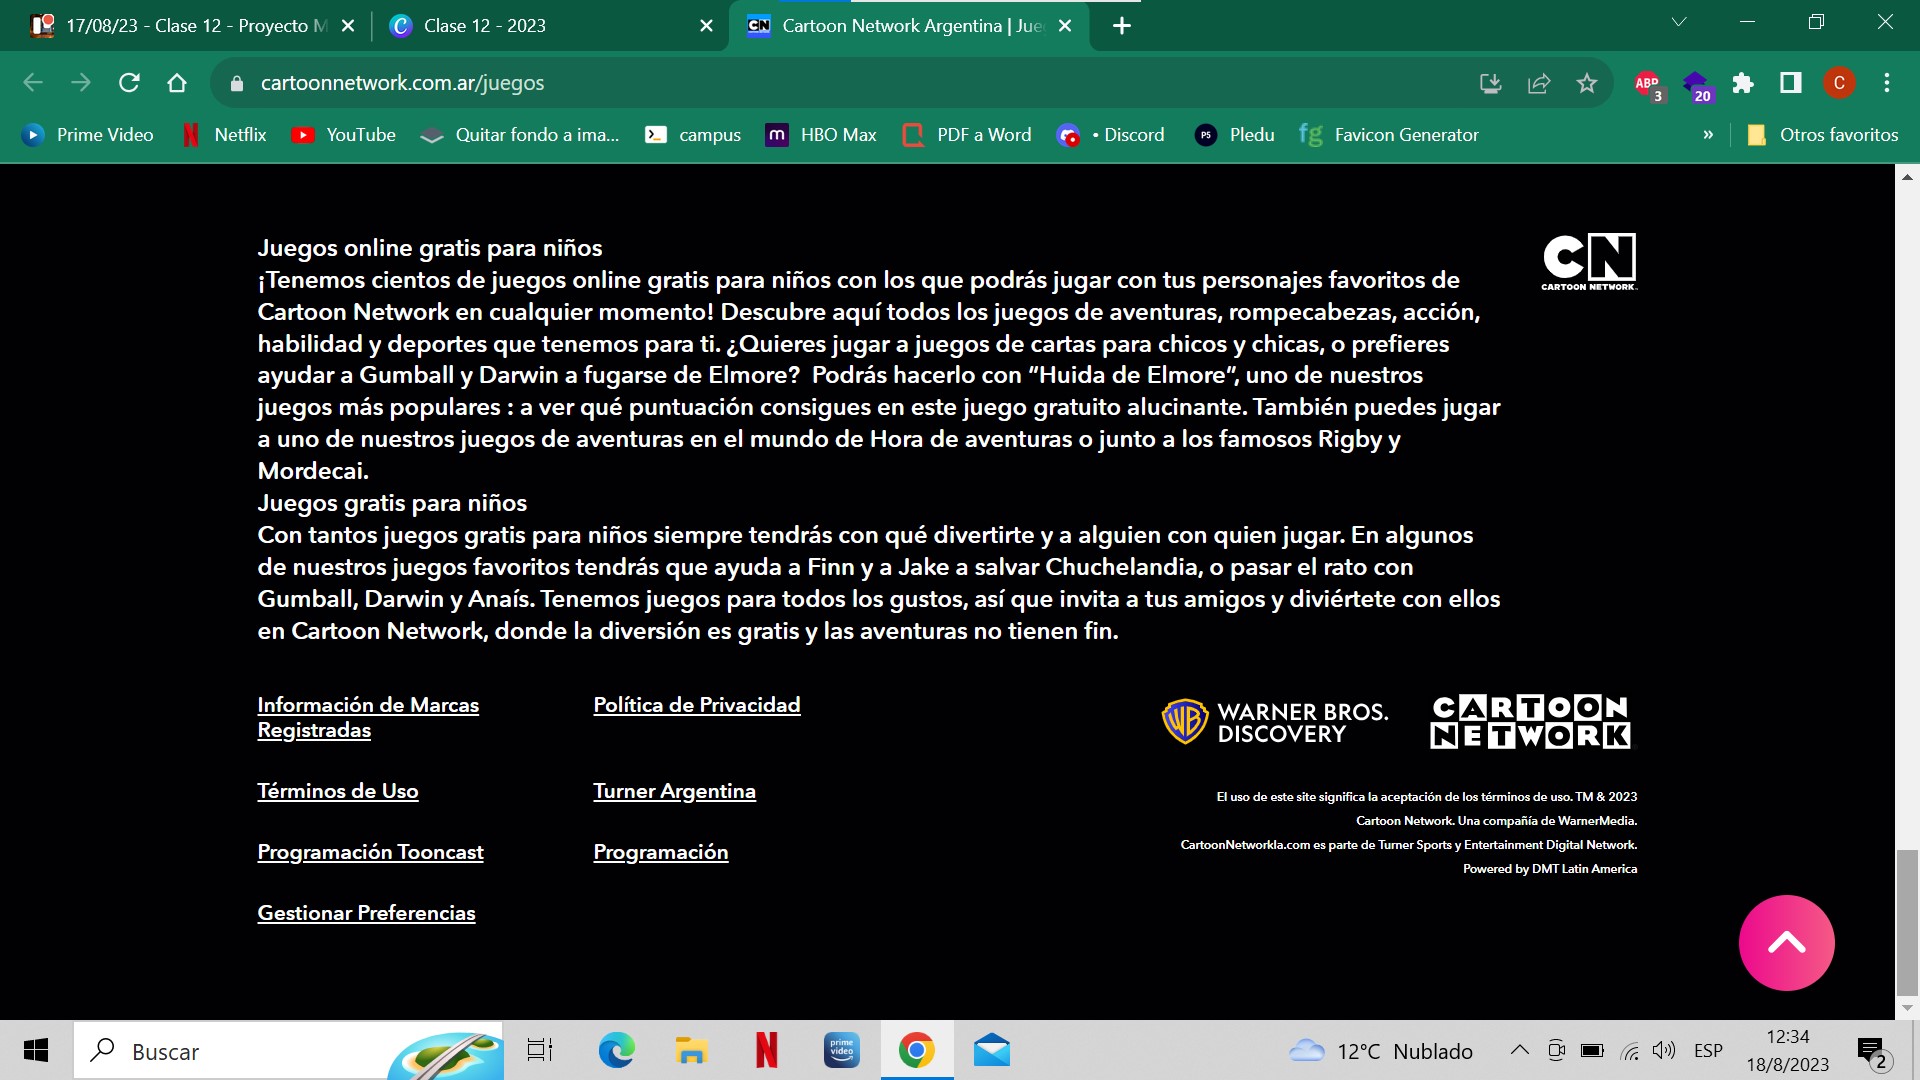 17/08/23 - Clase 12 - Proyecto M
Clase 12 - 2023
CN
Cartoon Network Argentina | Jue
cartoonnetwork.com.ar/juegos
ABP
3
20
C
Prime Video
Netflix
YouTube
Quitar fondo a ima...
campus
m
HBO Max
PDF a Word
• Discord
P5
Pledu
fg
Favicon Generator
»
Otros favoritos
Juegos online gratis para niños
¡Tenemos cientos de juegos online gratis para niños con los que podrás jugar con tus personajes favoritos de
Cartoon Network en cualquier momento! Descubre aquí todos los juegos de aventuras, rompecabezas, acción,
habilidad y deportes que tenemos para ti. ¿Quieres jugar a juegos de cartas para chicos y chicas, o prefieres
ayudar a Gumball y Darwin a fugarse de Elmore?  Podrás hacerlo con “Huida de Elmore”, uno de nuestros
juegos más populares : a ver qué puntuación consigues en este juego gratuito alucinante. También puedes jugar
a uno de nuestros juegos de aventuras en el mundo de Hora de aventuras o junto a los famosos Rigby y
Mordecai.
Juegos gratis para niños
Con tantos juegos gratis para niños siempre tendrás con qué divertirte y a alguien con quien jugar. En algunos
de nuestros juegos favoritos tendrás que ayuda a Finn y a Jake a salvar Chuchelandia, o pasar el rato con
Gumball, Darwin y Anaís. Tenemos juegos para todos los gustos, así que invita a tus amigos y diviértete con ellos
en Cartoon Network, donde la diversión es gratis y las aventuras no tienen fin.
CN
CARTOON NETWORK
Información de Marcas
Registradas
Política de Privacidad
Términos de Uso
Turner Argentina
Programación Tooncast
Programación
Gestionar Preferencias
WB
WARNER BROS.
DISCOVERY
CARTOON
NETWORK
El uso de este site significa la aceptación de los términos de uso. TM & 2023
Cartoon Network. Una compañía de WarnerMedia.
CartoonNetworkla.com es parte de Turner Sports y Entertainment Digital Network.
Powered by DMT Latin America
Buscar
N
prime
video
12°C Nublado
ESP
12:34
18/8/2023
2